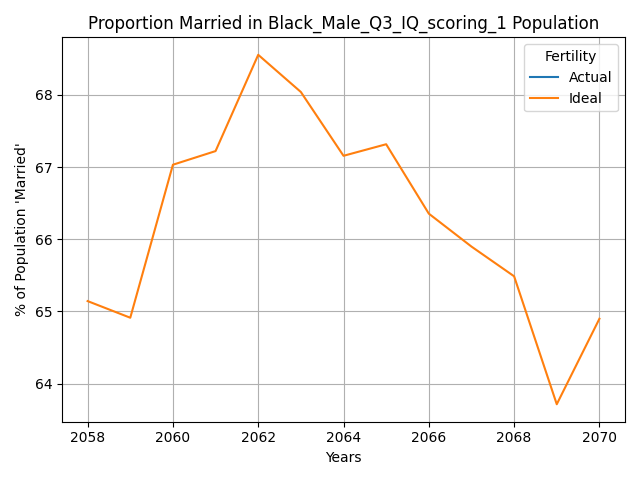 Proportion Married in Black_Male_Q3_IQ_scoring_1 Population
Fertility
Actual
Ideal
% of Population 'Married'
68
67
66
65
64
2058 2060 2062 2064 2066 2068 2070
Years